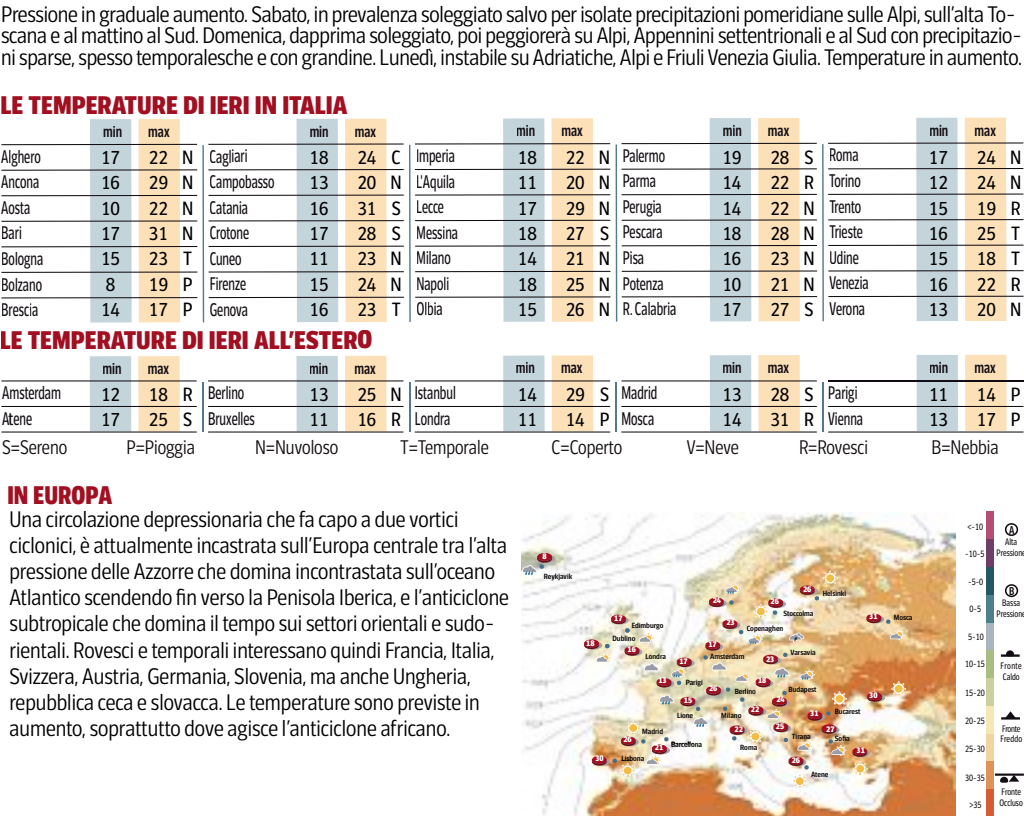 Pressione in graduale aumento. Sabato, in prevalenza soleggiato salvo per isolate precipitazioni pomeridiane sulle Alpi, sull'alta To-
scana e al mattino al Sud. Domenica, dapprima soleggiato, poi peggiorerà su Alpi, Appennini settentrionali e al Sud con precipitazio-
ni sparse, spesso temporalesche e con grandine. Lunedì, instabile su Adriatiche, Alpi e Friuli Venezia Giulia. Temperature in aumento.
LE TEMPERATURE DI IERI IN ITALIA
min max min max min max min max min max
Alghero 17 22 N Cagliari 18 24 C Imperia 18 22 N Palermo 19 28 S Roma 17 24 N
Ancona 16 29 N Campobasso 13 20 N L'Aquila 11 20 N Parma 14 22 R Torino 12 24 N
Aosta 10 22 N Catania 16 31 S Lecce 17 29 N Perugia 14 22 N Trento 15 19 R
Bari 17 31 N Crotone 17 28 S Messina 18 27 S Pescara 18 28 N Trieste 16 25 T
Bologna 15 23 T Cuneo 11 23 N Milano 14 21 N Pisa 16 23 N Udine 15 18 T
Bolzano 8 19 P Firenze 15 24 N Napoli 18 25 N Potenza 10 21 N Venezia 16 22 R
Brescia 14 17 P Genova 16 23 T Olbia 15 26 N R. Calabria 17 27 S Verona 13 20 N
LE TEMPERATURE DI IERI ALL'ESTERO
min max min max min max min max min max
Amsterdam 12 18 R Berlino 13 25 N Istanbul 14 29 S Madrid 13 28 S Parigi 11 14 P
Atene 17 25 S Bruxelles 11 16 R Londra 11 14 P Mosca 14 31 R Vienna 13 17 P
S=Sereno P=Pioggia N=Nuvoloso T=Temporale C=Coperto V=Neve R=Rovesci B=Nebbia
IN EUROPA
Una circolazione depressionaria che fa capo a due vortici
ciclonici, è attualmente incastrata sull'Europa centrale tra l'alta
pressione delle Azzorre che domina incontrastata sull'oceano
Atlantico scendendo fin verso la Penisola Iberica, e l'anticiclone
subtropicale che domina il tempo sui settori orientali e sudo-
rientali. Rovesci e temporali interessano quindi Francia, Italia,
Svizzera, Austria, Germania, Slovenia, ma anche Ungheria,
repubblica ceca e slovacca. Le temperature sono previste in
aumento, soprattutto dove agisce l'anticiclone africano.
8
Reykjavik
26
Helsinki
24
26
Stoccolma
31
Mosca
17
Edimburgo
23
Copenaghen
18
Dublino
16
Londra
17
Amsterdam
23
Varsavia
17
13
Parigi
Berlino
18
Budapest
24
30
15
Lione
22
Milano
31
Bucarest
22
Roma
25
Tirana
27
Sofia
Madrid
21
Barcellona
30
Lisbona
31
26
Atene
<-10
-10-5
-5-0
0-5
5-10
10-15
15-20
20-25
25-30
30-35
>35
A
Alta
Pressione
B
Bassa
Pressione
Fronte
Caldo
Fronte
Freddo
Fronte
Occluso